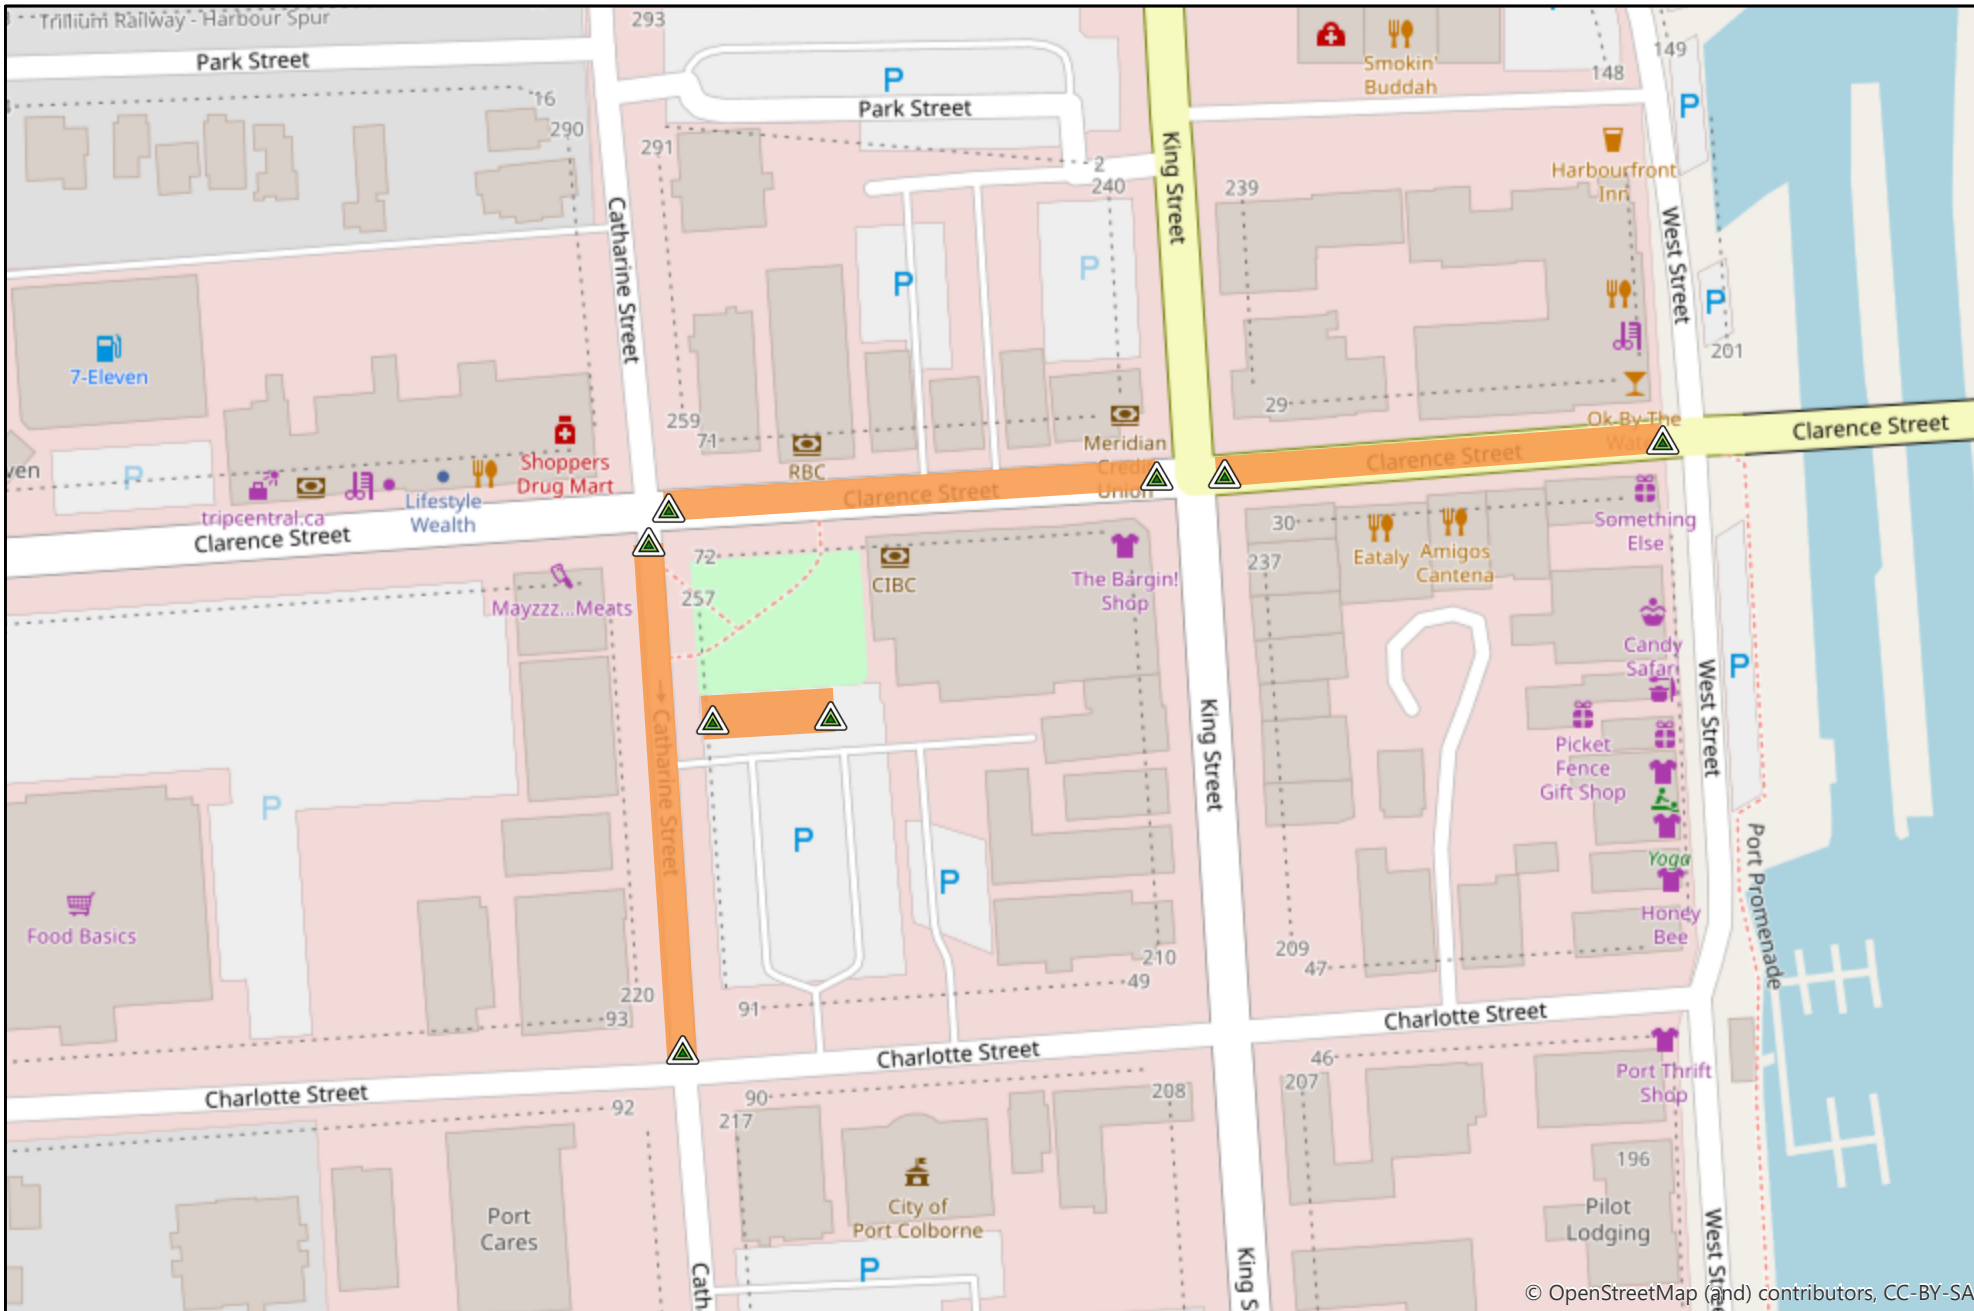 Trillium Railway - Harbour Spur
293
149
Park Street
P
Smokin'
Buddah
148
16
Park Street
P
290
291
2
240
King Street
239
Harbourfront
Inn
Catharine Street
P
P
West Street
P
7-Eleven
201
259
71
29
Ok By The
Wate
Clarence Street
Meridian
Credit
Union
RBC
Clarence Street
Shoppers
Drug Mart
ven
P
Lifestyle
Wealth
tripcentral.ca
Clarence Street
Clarence Street
Something
Else
30
72
CIBC
Eataly
Amigos
Cantena
237
The Bargin!
Shop
257
Mayzzz...Meats
Candy
Safari
P
West Street
→ Catharine Street
King Street
Picket
Fence
Gift Shop
P
P
P
Yoga
Port Promenade
Food Basics
Honey
Bee
209
47
210
49
220
93
91
Charlotte Street
Charlotte Street
46
Port Thrift
Shop
207
Charlotte Street
90
208
92
217
196
Port
Cares
City of
Port Colborne
Pilot
Lodging
P
Cath
King S
West Stre
© OpenStreetMap (and) contributors, CC-BY-SA